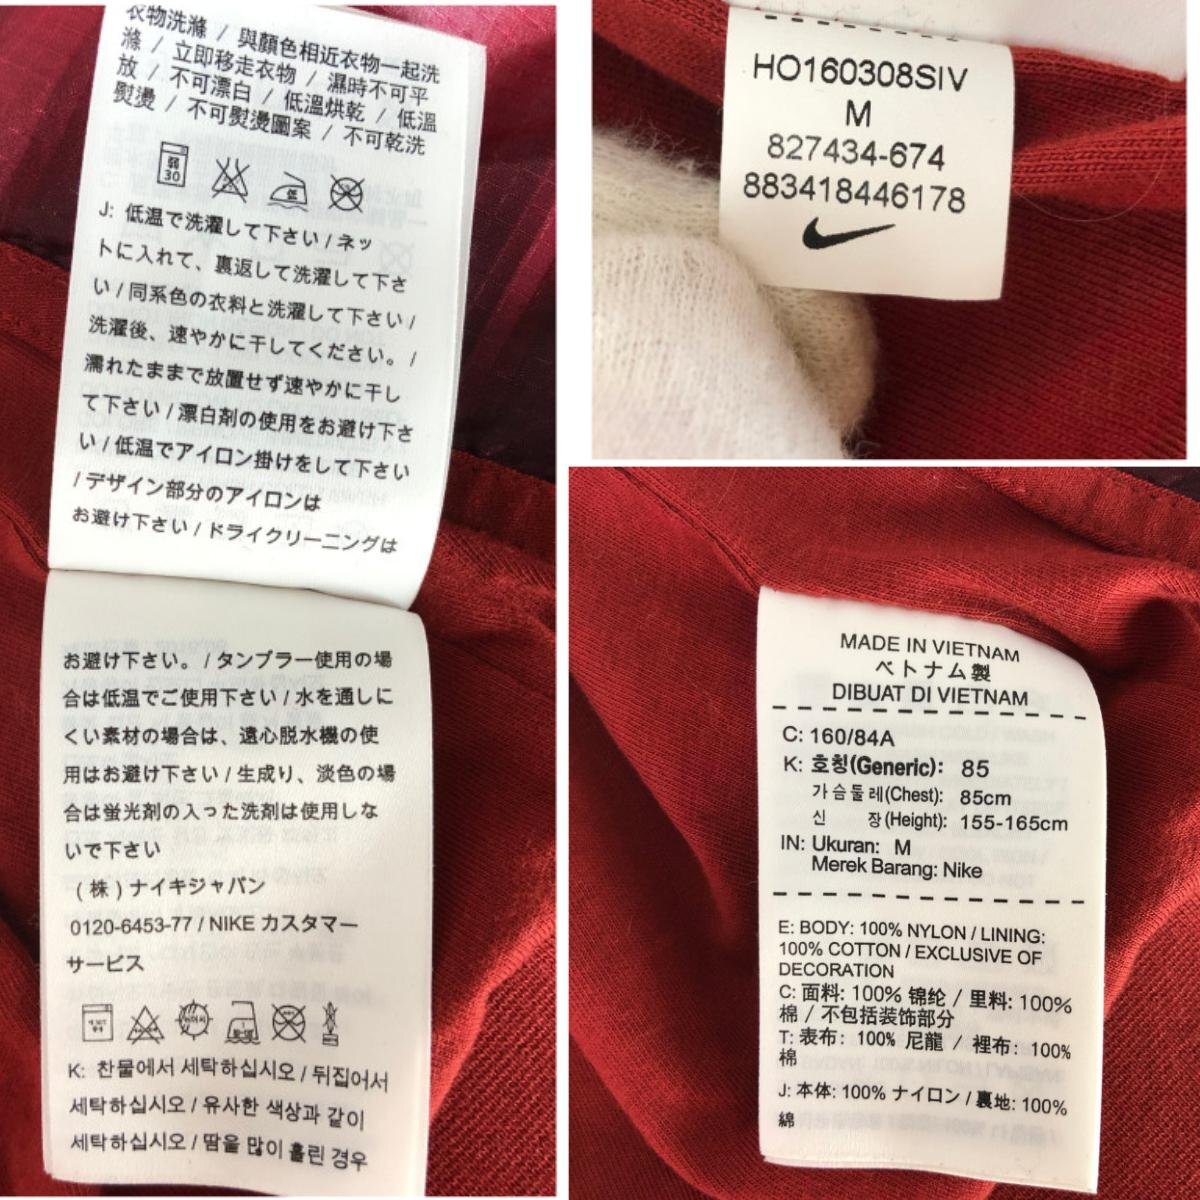 衣物洗滌 / 與顏色相近衣物一起洗
滌 / 立即移走衣物 / 濕時不可平
放 / 不可漂白 / 低溫烘乾 / 低溫
熨燙 / 不可熨燙圖案 / 不可乾洗
弱
30
低
J: 低温で洗濯して下さい / ネッ
トに入れて、裏返して洗濯して下さ
い / 同系色の衣料と洗濯して下さい /
洗濯後、速やかに干してください。 /
濡れたままで放置せず速やかに干し
て下さい / 漂白剤の使用をお避け下さ
い / 低温でアイロン掛けをして下さい
/ デザイン部分のアイロンは
お避け下さい / ドライクリーニングは
お避け下さい。 / タンブラー使用の場
合は低温でご使用下さい / 水を通しに
くい素材の場合は、遠心脱水機の使
用はお避け下さい / 生成り、淡色の場
合は蛍光剤の入った洗剤は使用しな
いで下さい
(株) ナイキジャパン
0120-6453-77 / NIKE カスタマー
サービス
K: 찬물에서 세탁하십시오 / 뒤집어서
세탁하십시오 / 유사한 색상과 같이
세탁하십시오 / 땀을 많이 흘린 경우
HO160308SIV
M
827434-674
883418446178
MADE IN VIETNAM
ベトナム製
DIBUAT DI VIETNAM
C: 160/84A
K: 호칭(Generic): 85
가슴둘레(Chest): 85cm
신 장(Height): 155-165cm
IN: Ukuran: M
Merek Barang: Nike
E: BODY: 100% NYLON / LINING:
100% COTTON / EXCLUSIVE OF
DECORATION
C: 面料: 100% 锦纶 / 里料: 100%
棉 / 不包括装饰部分
T: 表布: 100% 尼龍 / 裡布: 100%
棉
J: 本体: 100% ナイロン / 裏地: 100%
綿